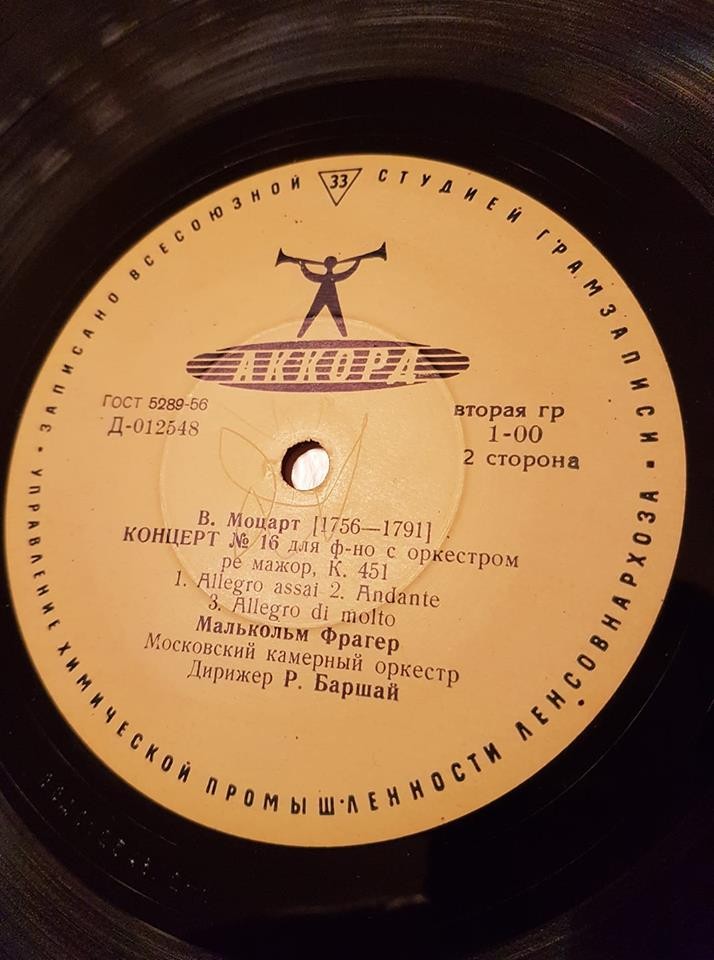 ЗАПИСАНО ВСЕСОЮЗНОЙ 33 СТУДИЕЙ ГРАМЗАПИСИ
АККОРД
ГОСТ 5289-56
Д-012548
вторая гр
1-00
2 сторона
В. Моцарт [1756—1791]
КОНЦЕРТ № 16 для ф-но с оркестром
ре мажор, К. 451
1. Allegro assai 2. Andante
3. Allegro di molto
Малькольм Фрагер
Московский камерный оркестр
Дирижер Р. Баршай
УПРАВЛЕНИЕ ХИМИЧЕСКОЙ ПРОМЫШЛЕННОСТИ ЛЕНСОВНАРХОЗА